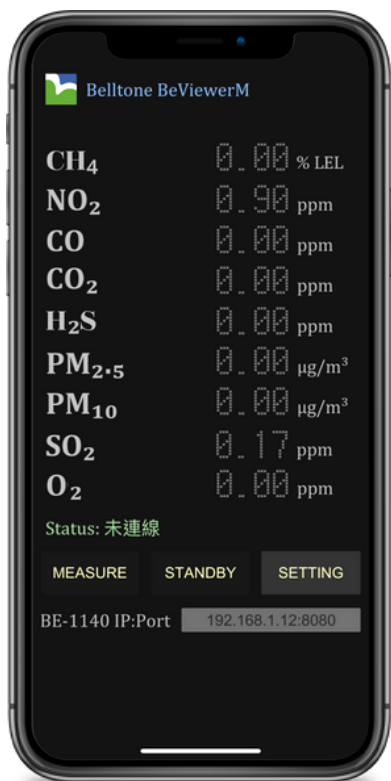 Belltone BeViewerM
CH₄ 0.00 % LEL
NO₂ 0.90 ppm
CO 0.00 ppm
CO₂ 0.00 ppm
H₂S 0.00 ppm
PM₂.₅ 0.00 µg/m³
PM₁₀ 0.00 µg/m³
SO₂ 0.17 ppm
O₂ 0.00 ppm
Status: 未連線
MEASURE STANDBY SETTING
BE-1140 IP:Port 192.168.1.12:8080